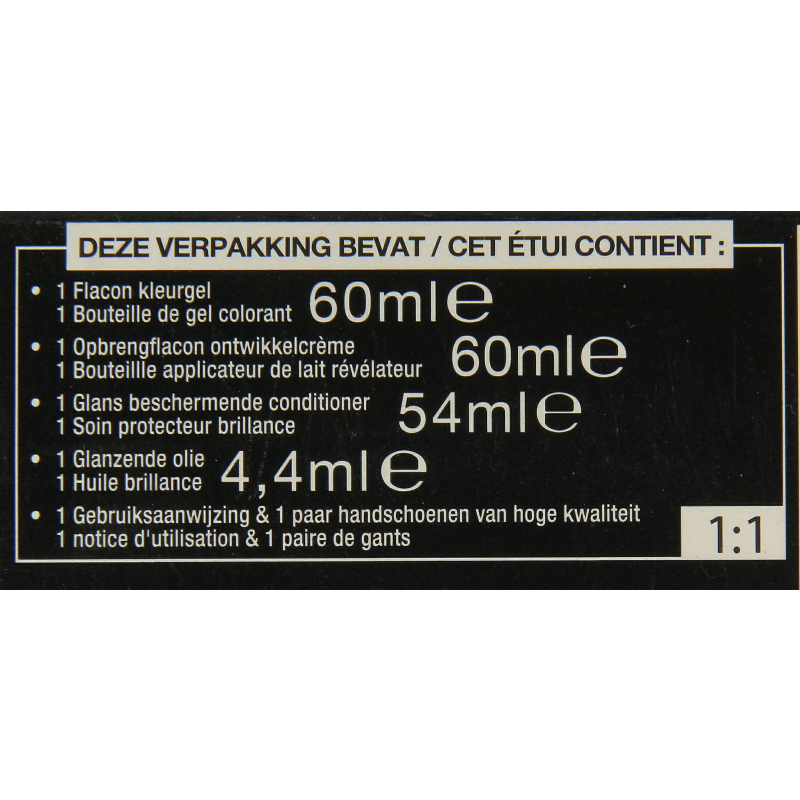 DEZE VERPAKKING BEVAT / CET ÉTUI CONTIENT :
• 1 Flacon kleurgel
1 Bouteille de gel colorant 60ml℮
• 1 Opbrengflacon ontwikkelcrème
1 Bouteillle applicateur de lait révélateur 60ml℮
• 1 Glans beschermende conditioner
1 Soin protecteur brillance 54ml℮
• 1 Glanzende olie
1 Huile brillance 4,4ml℮
• 1 Gebruiksaanwijzing & 1 paar handschoenen van hoge kwaliteit
1 notice d'utilisation & 1 paire de gants
1:1